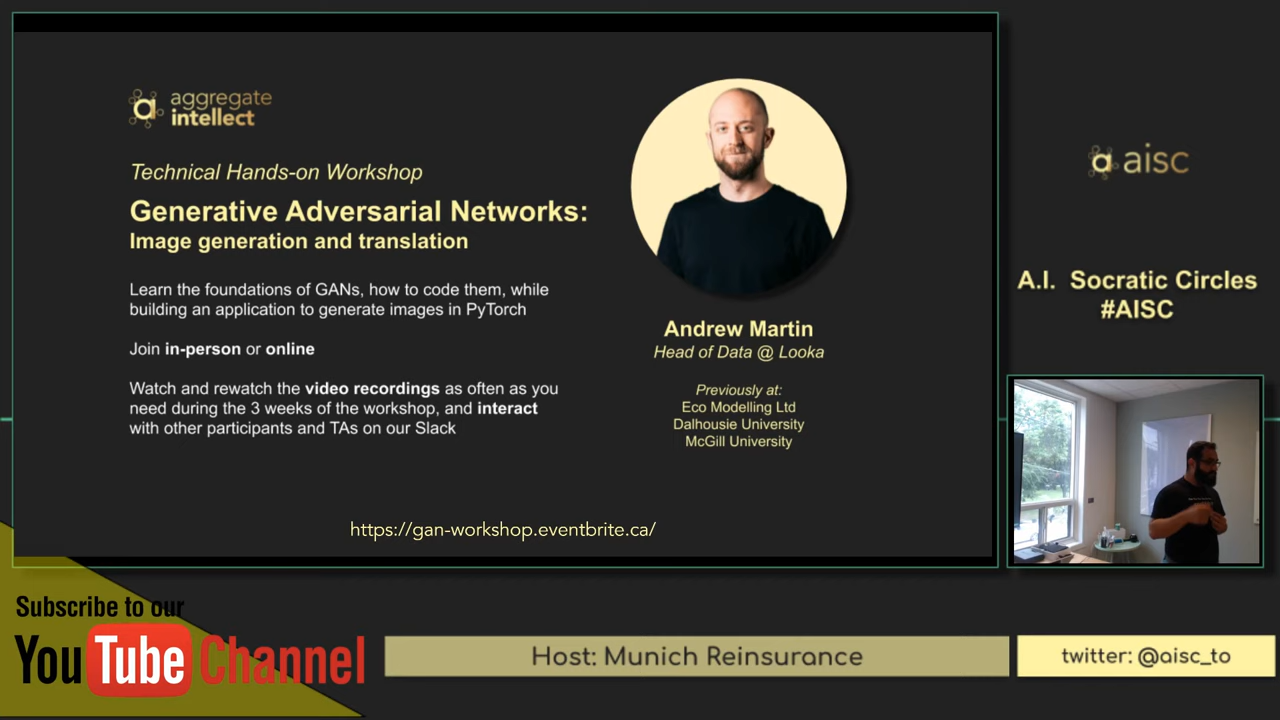 aggregate
intellect
Technical Hands-on Workshop
Generative Adversarial Networks:
Image generation and translation
Learn the foundations of GANs, how to code them, while
building an application to generate images in PyTorch
Join in-person or online
Watch and rewatch the video recordings as often as you
need during the 3 weeks of the workshop, and interact
with other participants and TAs on our Slack
Andrew Martin
Head of Data @ Looka
Previously at:
Eco Modelling Ltd
Dalhousie University
McGill University
https://gan-workshop.eventbrite.ca/
aisc
A.I. Socratic Circles
#AISC
Subscribe to our
YouTube Channel
Host: Munich Reinsurance
twitter: @aisc_to